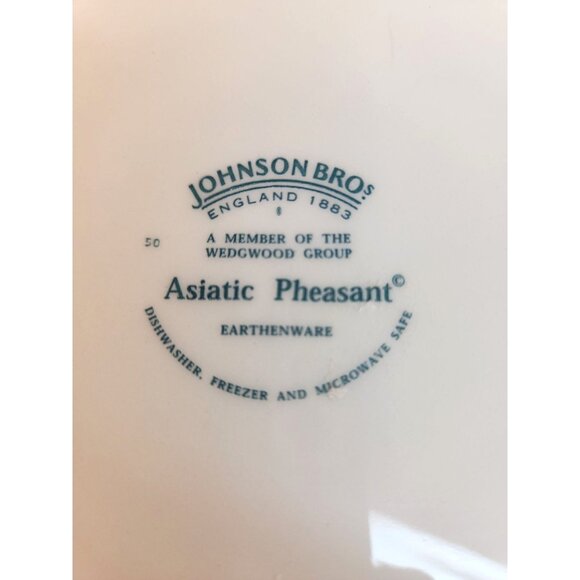 JOHNSON BROS
ENGLAND 1883
A MEMBER OF THE
WEDGWOOD GROUP
50
Asiatic Pheasant©
EARTHENWARE
DISHWASHER, FREEZER AND MICROWAVE SAFE